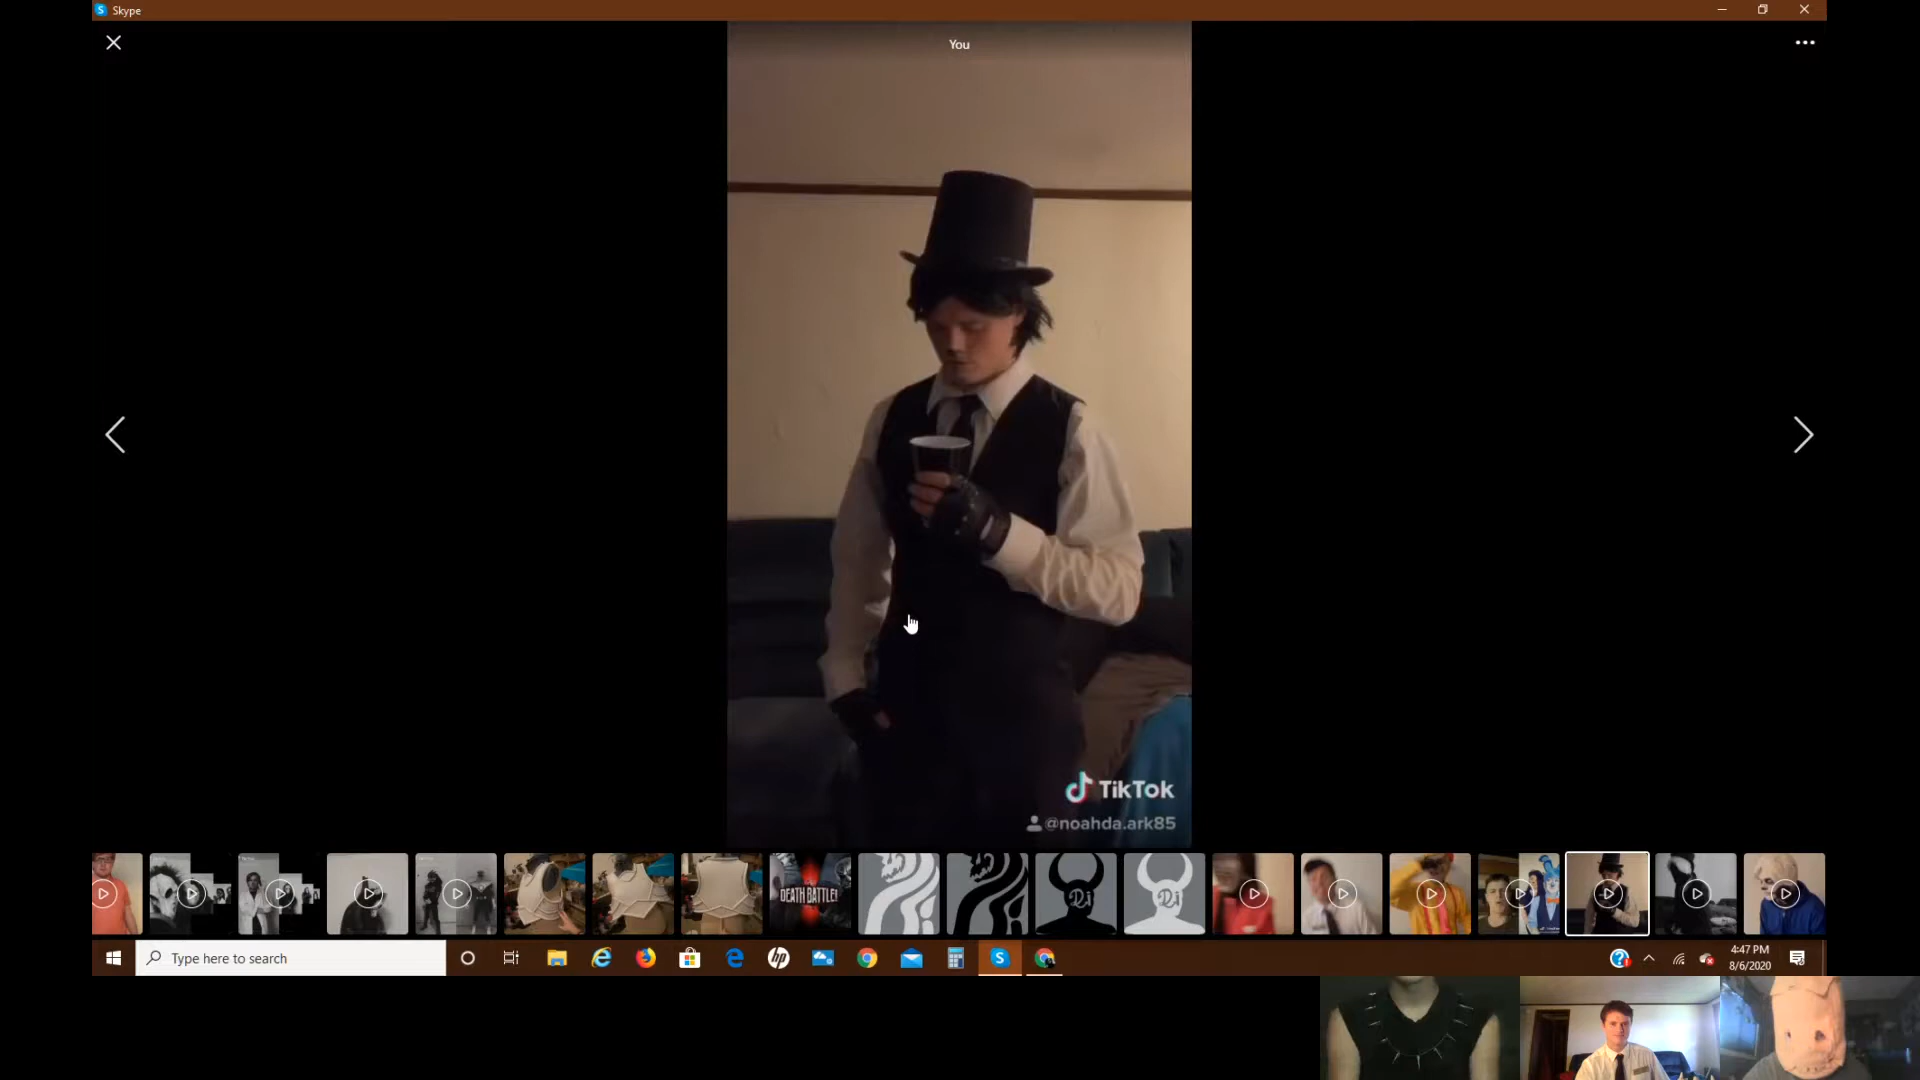 Skype
You
TikTok
@noahda.ark85
DEATH BATTLE!
Type here to search
4:47 PM
8/6/2020